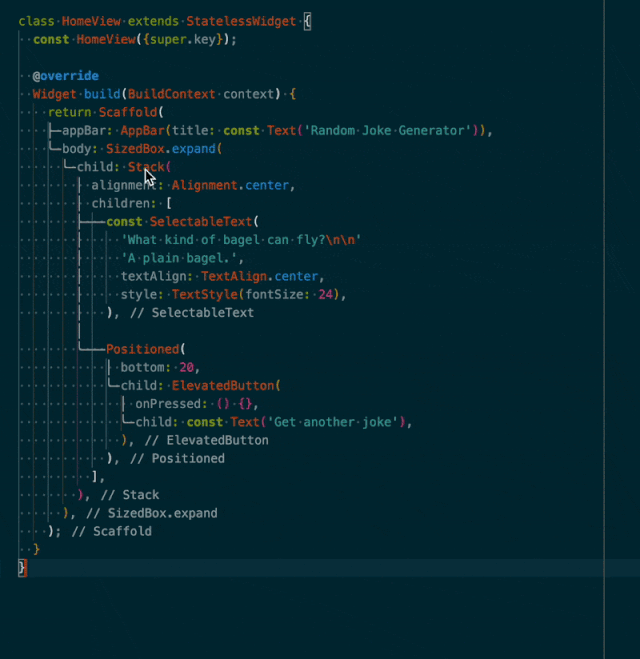 class HomeView extends StatelessWidget {
const HomeView({super.key});
@override
Widget build(BuildContext context) {
return Scaffold(
appBar: AppBar(title: const Text('Random Joke Generator')),
body: SizedBox.expand(
child: Stack(
alignment: Alignment.center,
children: [
const SelectableText(
'What kind of bagel can fly?\n\n'
'A plain bagel.',
textAlign: TextAlign.center,
style: TextStyle(fontSize: 24),
), // SelectableText
Positioned(
bottom: 20,
child: ElevatedButton(
onPressed: () {},
child: const Text('Get another joke'),
), // ElevatedButton
), // Positioned
],
), // Stack
), // SizedBox.expand
); // Scaffold
}
}